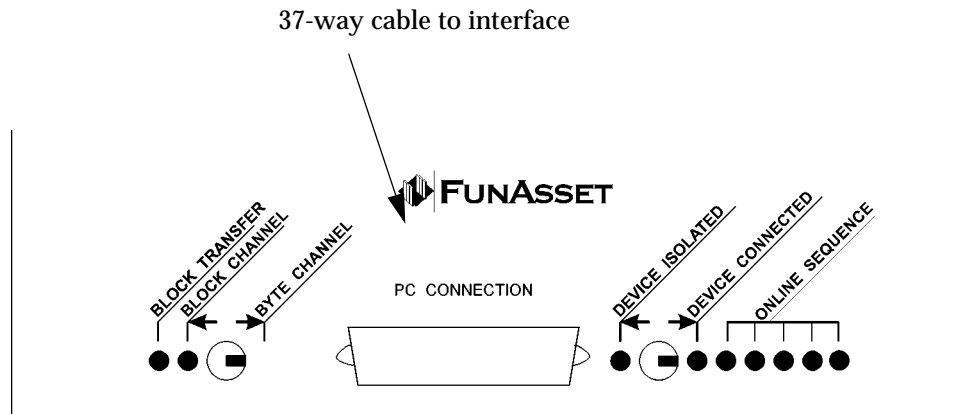 37-way cable to interface
FUNASSET
BLOCK TRANSFER
BLOCK CHANNEL
BYTE CHANNEL
PC CONNECTION
DEVICE ISOLATED
DEVICE CONNECTED
ONLINE SEQUENCE